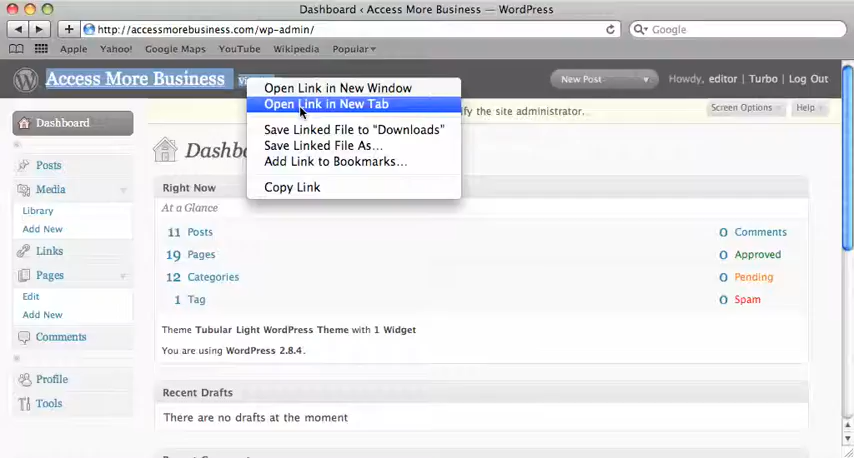 Dashboard ‹ Access More Business — WordPress
http://accessmorebusiness.com/wp-admin/
Google
Apple Yahoo! Google Maps YouTube Wikipedia Popular
Access More Business
New Post
Howdy, editor | Turbo | Log Out
Open Link in New Window
Open Link in New Tab
Save Linked File to "Downloads"
Save Linked File As...
Add Link to Bookmarks...
Copy Link
the site administrator.
Screen Options
Help
Dashboard
Posts
Media
Library
Add New
Links
Pages
Edit
Add New
Comments
Profile
Tools
Right Now
At a Glance
11 Posts 0 Comments
19 Pages 0 Approved
12 Categories 0 Pending
1 Tag 0 Spam
Theme Tubular Light WordPress Theme with 1 Widget
You are using WordPress 2.8.4.
Recent Drafts
There are no drafts at the moment